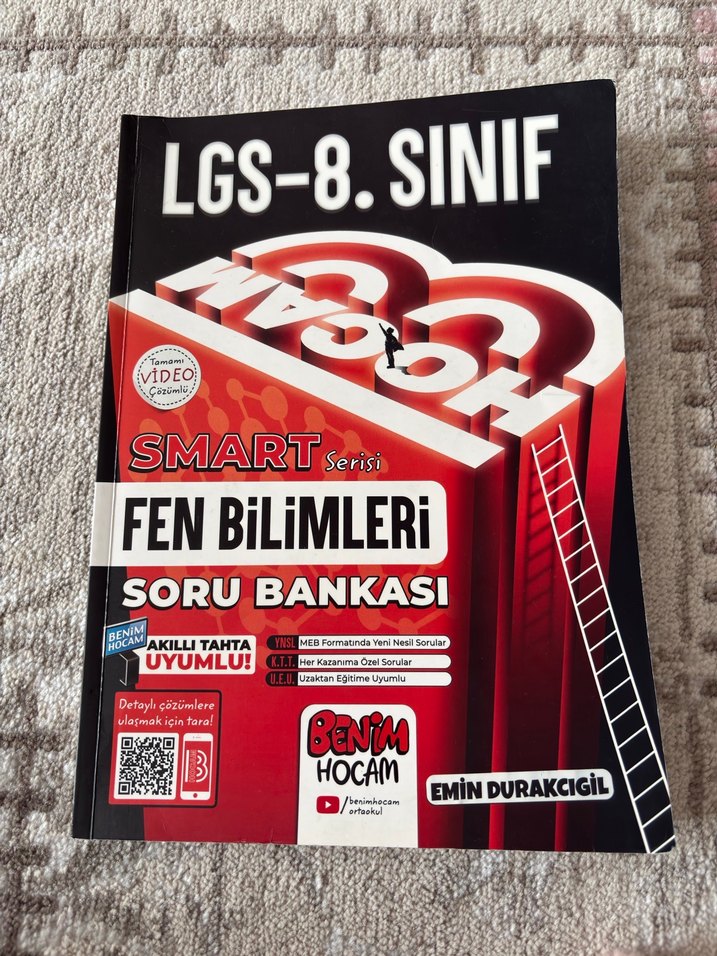 LGS-8. SINIF
HOCAM
Tamamı
VİDEO
Çözümlü
SMART Serisi
FEN BİLİMLERİ
SORU BANKASI
BENİM
HOCAM
AKILLI TAHTA
UYUMLU!
YNSL MEB Formatında Yeni Nesil Sorular
K.T.T. Her Kazanıma Özel Sorular
U.E.U. Uzaktan Eğitime Uyumlu
Detaylı çözümlere
ulaşmak için tara!
BENİM
HOCAM
/benimhocam
ortaokul
EMİN DURAKCIGİL